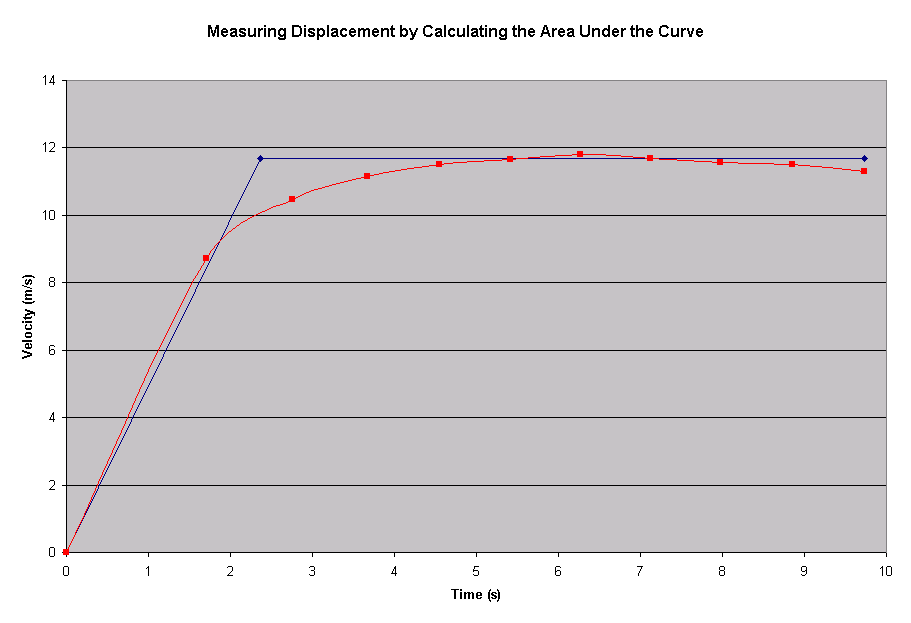 Measuring Displacement by Calculating the Area Under the Curve
14
12
10
8
6
4
2
0
Velocity (m/s)
0 1 2 3 4 5 6 7 8 9 10
Time (s)